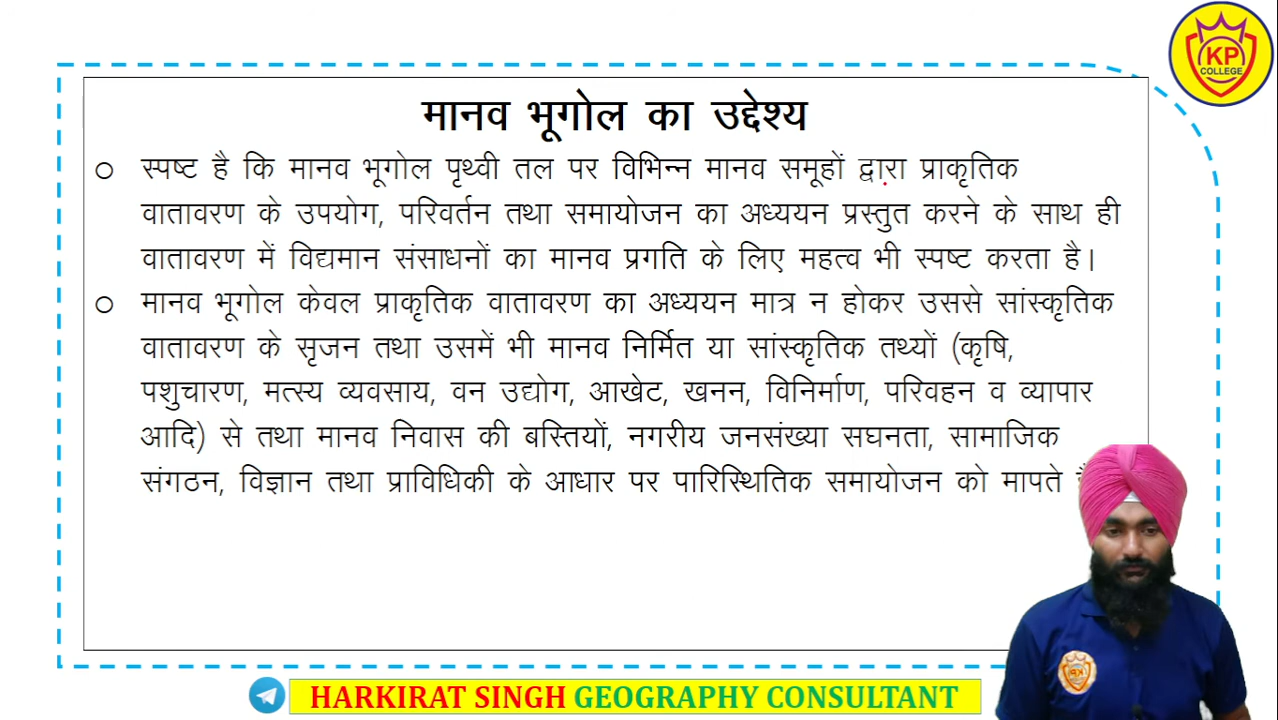 KP
COLLEGE
मानव भूगोल का उद्देश्य
○ स्पष्ट है कि मानव भूगोल पृथ्वी तल पर विभिन्न मानव समूहों द्वारा प्राकृतिक
वातावरण के उपयोग, परिवर्तन तथा समायोजन का अध्ययन प्रस्तुत करने के साथ ही
वातावरण में विद्यमान संसाधनों का मानव प्रगति के लिए महत्व भी स्पष्ट करता है।
○ मानव भूगोल केवल प्राकृतिक वातावरण का अध्ययन मात्र न होकर उससे सांस्कृतिक
वातावरण के सृजन तथा उसमें भी मानव निर्मित या सांस्कृतिक तथ्यों (कृषि,
पशुचारण, मत्स्य व्यवसाय, वन उद्योग, आखेट, खनन, विनिर्माण, परिवहन व व्यापार
आदि) से तथा मानव निवास की बस्तियों, नगरीय जनसंख्या सघनता, सामाजिक
संगठन, विज्ञान तथा प्राविधिकी के आधार पर पारिस्थितिक समायोजन को मापते
HARKIRAT SINGH GEOGRAPHY CONSULTANT